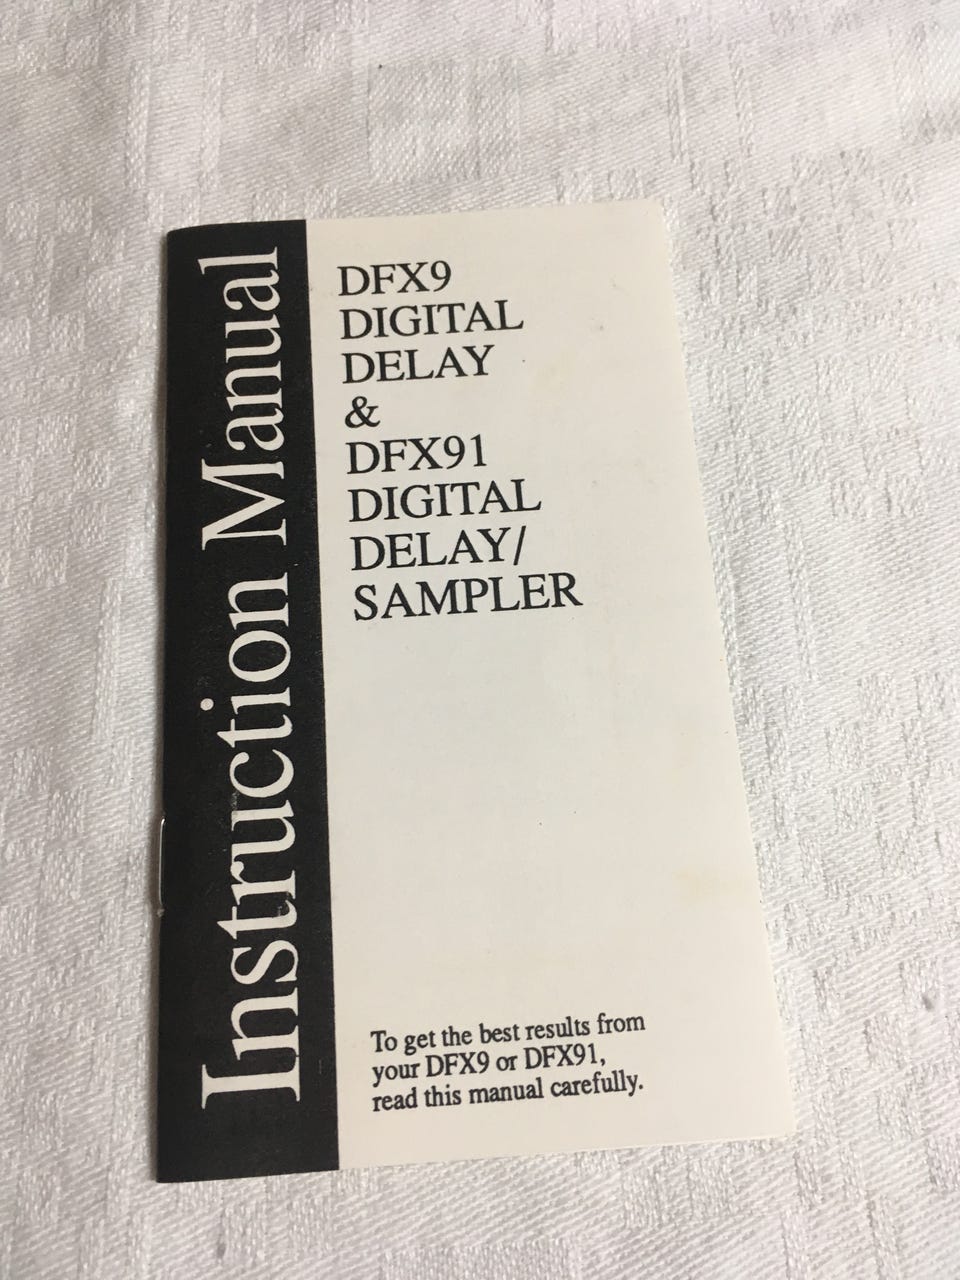 Instruction Manual
DFX9
DIGITAL
DELAY
&
DFX91
DIGITAL
DELAY/
SAMPLER
To get the best results from
your DFX9 or DFX91,
read this manual carefully.